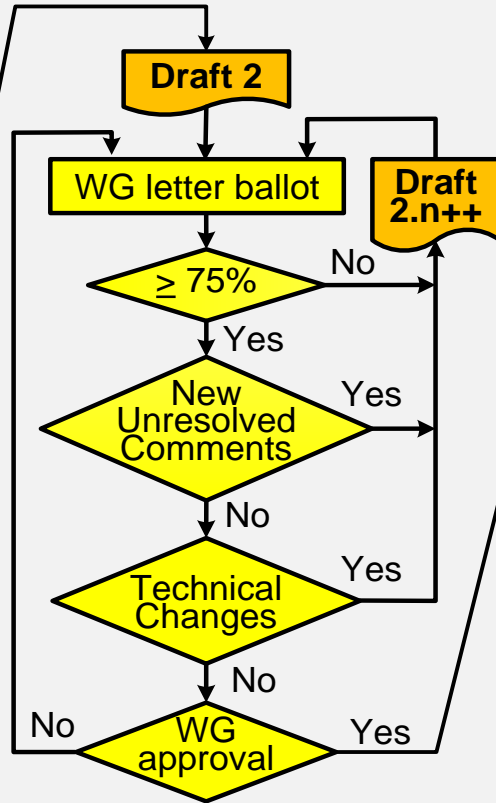 Draft 2
WG letter ballot
Draft
2.n++
≥ 75%
No
Yes
New
Unresolved
Comments
Yes
No
Technical
Changes
Yes
No
No
WG
approval
Yes